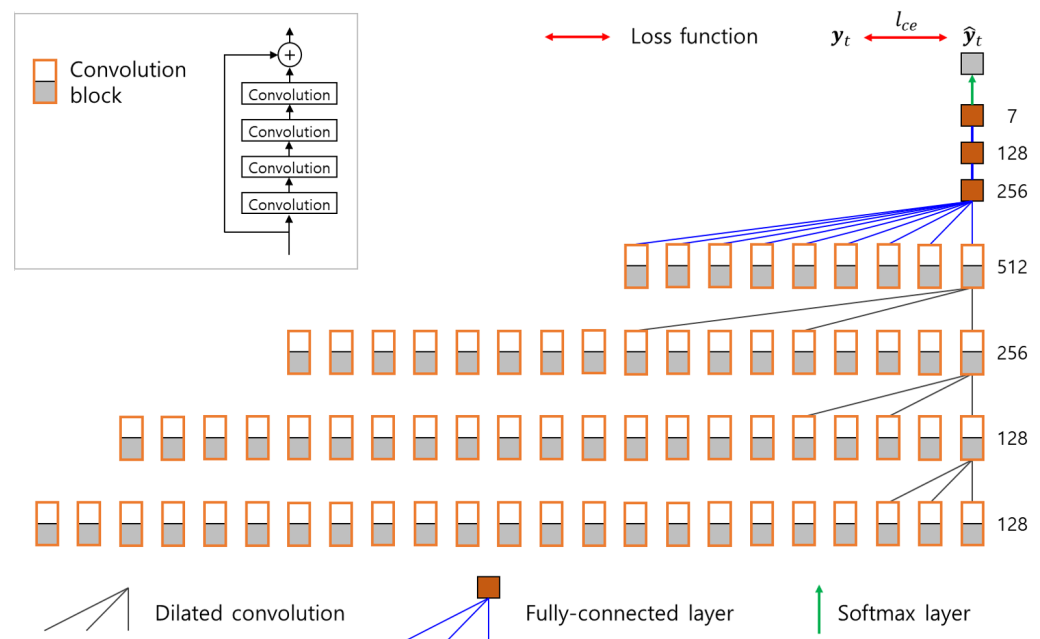 Convolution
block
+
Convolution
Convolution
Convolution
Convolution
Loss function
y_t
l_ce
ŷ_t
7
128
256
512
256
128
128
Dilated convolution
Fully-connected layer
Softmax layer